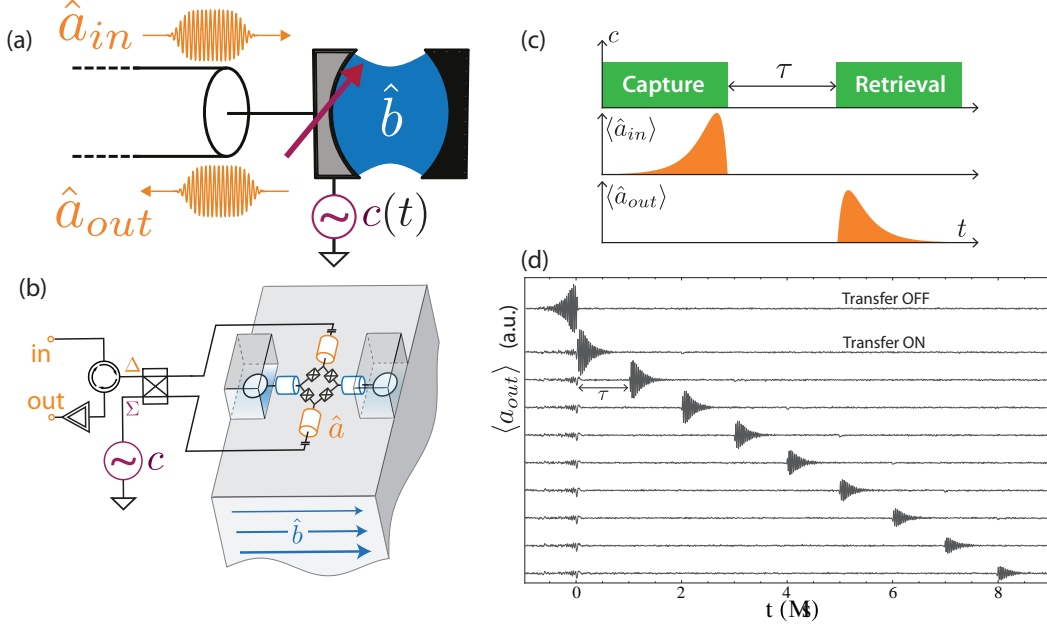 (a)
â_in
b̂
â_out
c(t)
(b)
in
out
Δ
Σ
c
â
b̂
(c)
c
Capture
τ
Retrieval
⟨â_in⟩
⟨â_out⟩
t
(d)
⟨a_out⟩ (a.u.)
Transfer OFF
Transfer ON
τ
0 2 4 6 8